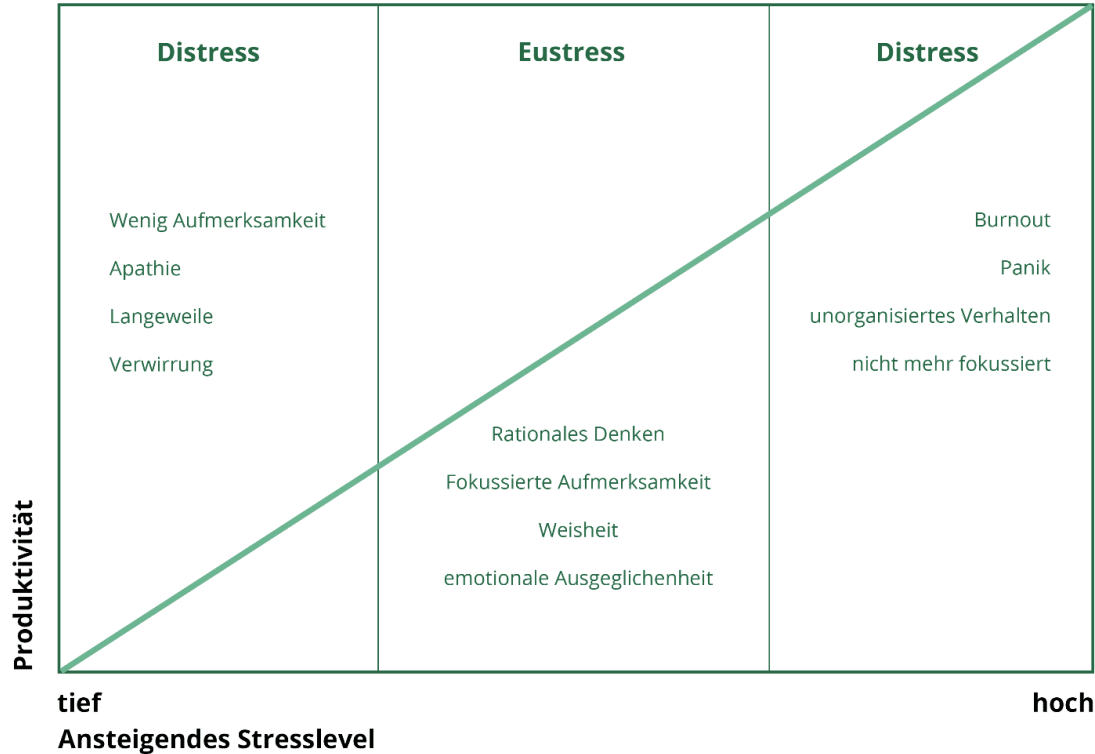 Distress
Eustress
Distress
Wenig Aufmerksamkeit
Apathie
Langeweile
Verwirrung
Rationales Denken
Fokussierte Aufmerksamkeit
Weisheit
emotionale Ausgeglichenheit
Burnout
Panik
unorganisiertes Verhalten
nicht mehr fokussiert
Produktivität
tief
hoch
Ansteigendes Stresslevel